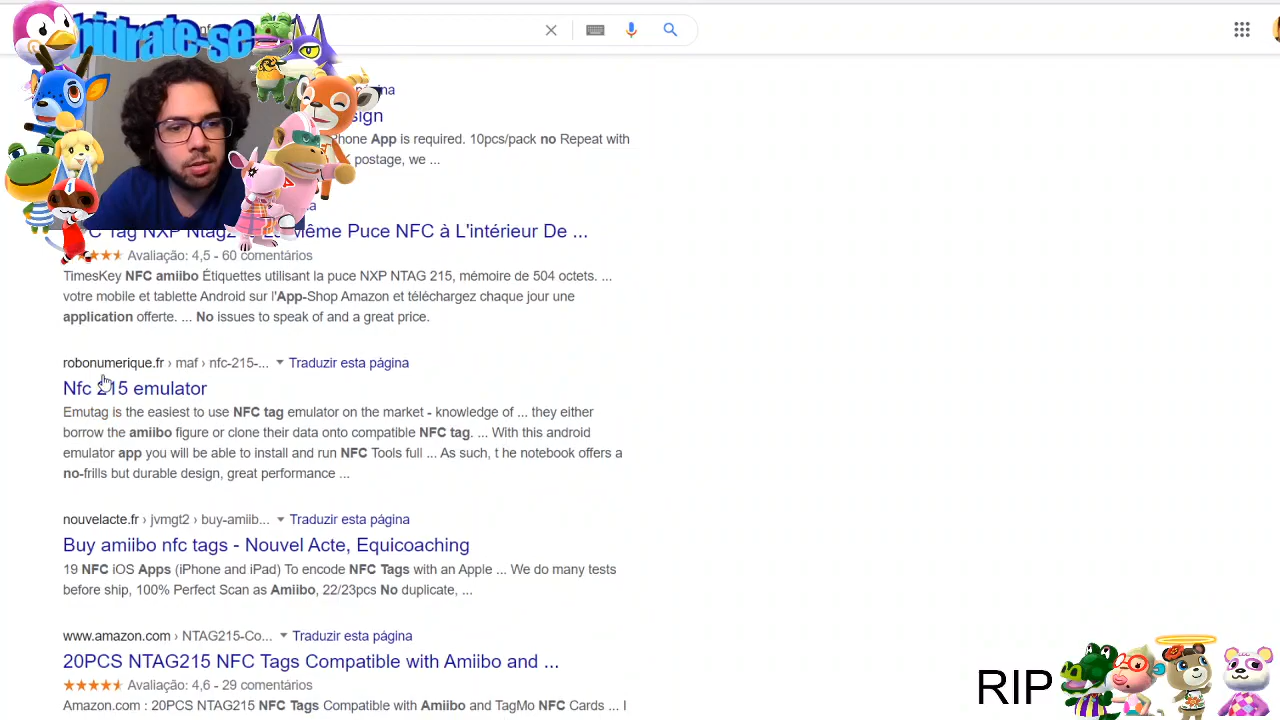 hidrate-se
sign
Phone App is required. 10pcs/pack no Repeat with
postage, we ...
Même Puce NFC à L'intérieur De ...
Avaliação: 4,5 - 60 comentários
TimesKey NFC amiibo Étiquettes utilisant la puce NXP NTAG 215, mémoire de 504 octets. ...
votre mobile et tablette Android sur l'App-Shop Amazon et téléchargez chaque jour une
application offerte. ... No issues to speak of and a great price.
robonumerique.fr › maf › nfc-215-... Traduzir esta página
Nfc 215 emulator
Emutag is the easiest to use NFC tag emulator on the market - knowledge of ... they either
borrow the amiibo figure or clone their data onto compatible NFC tag. ... With this android
emulator app you will be able to install and run NFC Tools full ... As such, t he notebook offers a
no-frills but durable design, great performance ...
nouvelacte.fr › jvmgt2 › buy-amiib... Traduzir esta página
Buy amiibo nfc tags - Nouvel Acte, Equicoaching
19 NFC iOS Apps (iPhone and iPad) To encode NFC Tags with an Apple ... We do many tests
before ship, 100% Perfect Scan as Amiibo, 22/23pcs No duplicate, ...
www.amazon.com › NTAG215-Co... Traduzir esta página
20PCS NTAG215 NFC Tags Compatible with Amiibo and ...
Avaliação: 4,6 - 29 comentários
Amazon.com : 20PCS NTAG215 NFC Tags Compatible with Amiibo and TagMo NFC Cards ... I
RIP